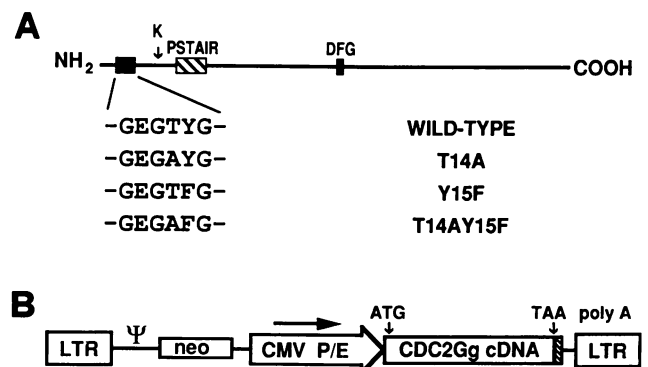 A
K
PSTAIR
DFG
NH2
COOH
-GEGTYG- WILD-TYPE
-GEGAYG- T14A
-GEGTFG- Y15F
-GEGAFG- T14AY15F
B
ATG TAA poly A
Ψ
LTR neo CMV P/E CDC2Gg cDNA LTR